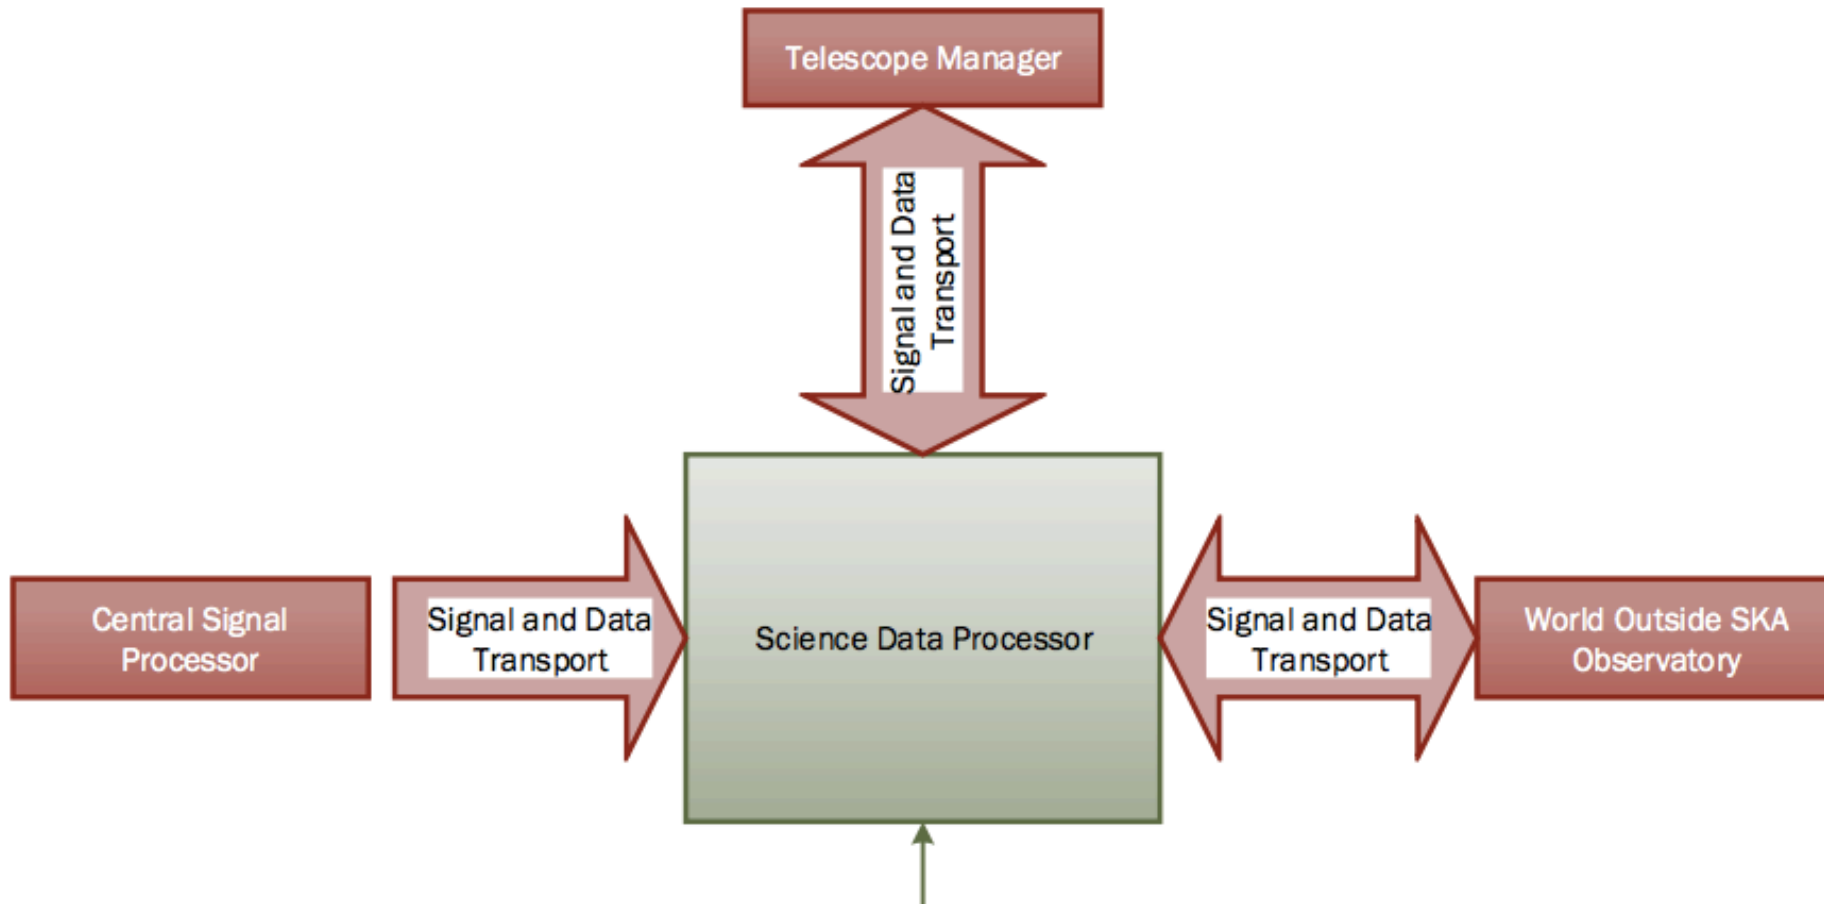 Telescope Manager
Signal and Data
Transport
Central Signal
Processor
Signal and Data
Transport
Science Data Processor
Signal and Data
Transport
World Outside SKA
Observatory